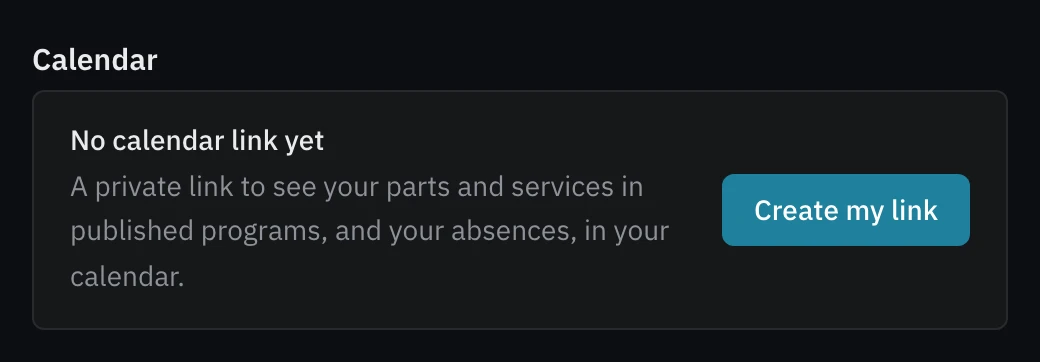 Calendar
No calendar link yet
A private link to see your parts and services in
published programs, and your absences, in your
calendar.
Create my link